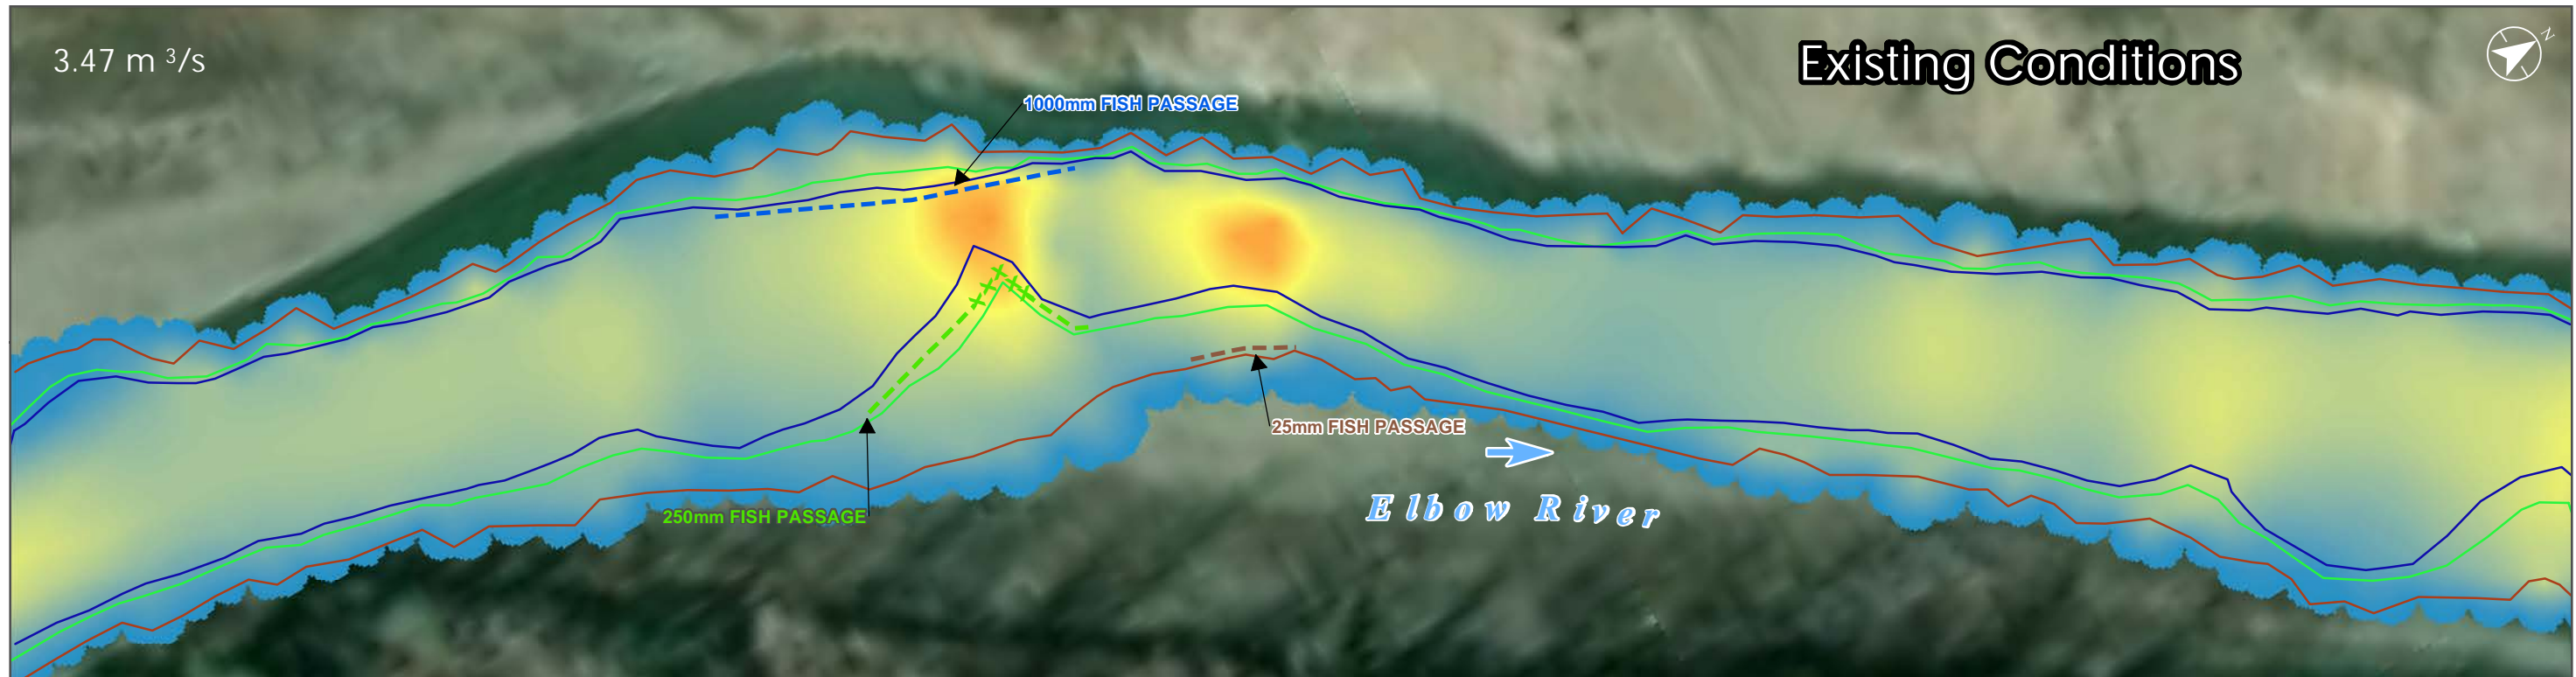 3.47 m ³/s
Existing Conditions
N
1000mm FISH PASSAGE
25mm FISH PASSAGE
250mm FISH PASSAGE
Elbow River